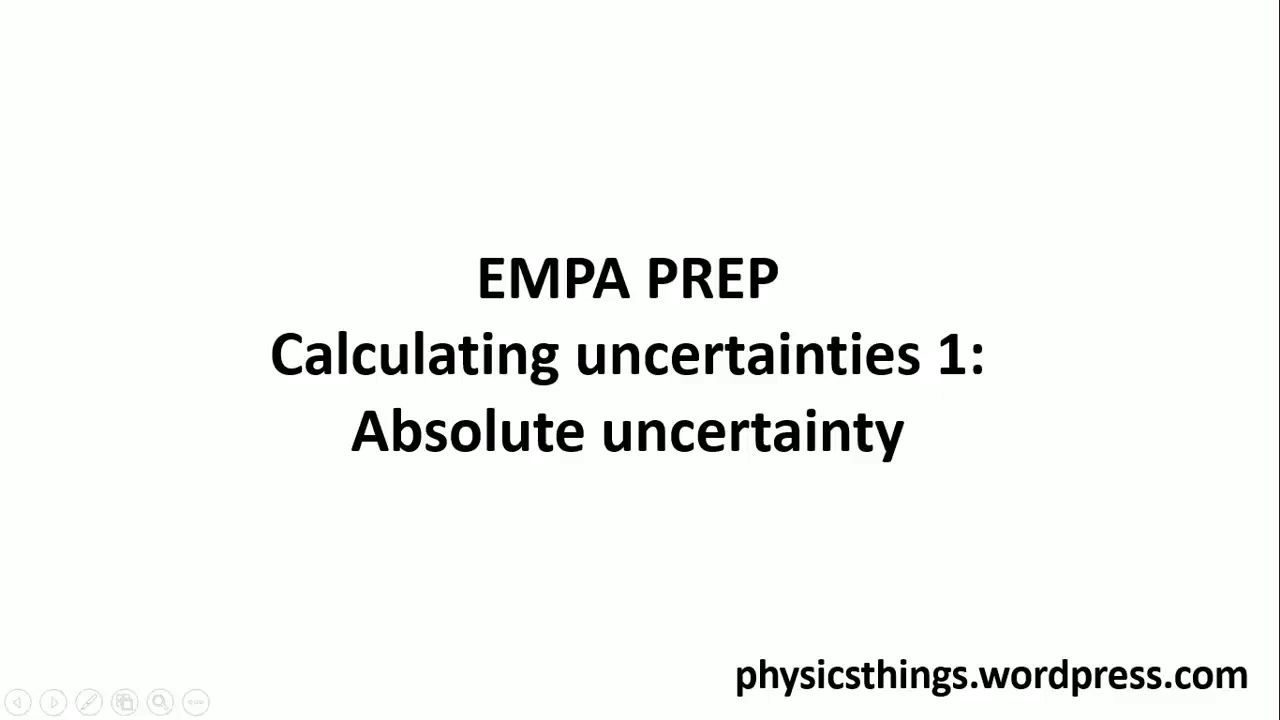 EMPA PREP
Calculating uncertainties 1:
Absolute uncertainty
physicsthings.wordpress.com